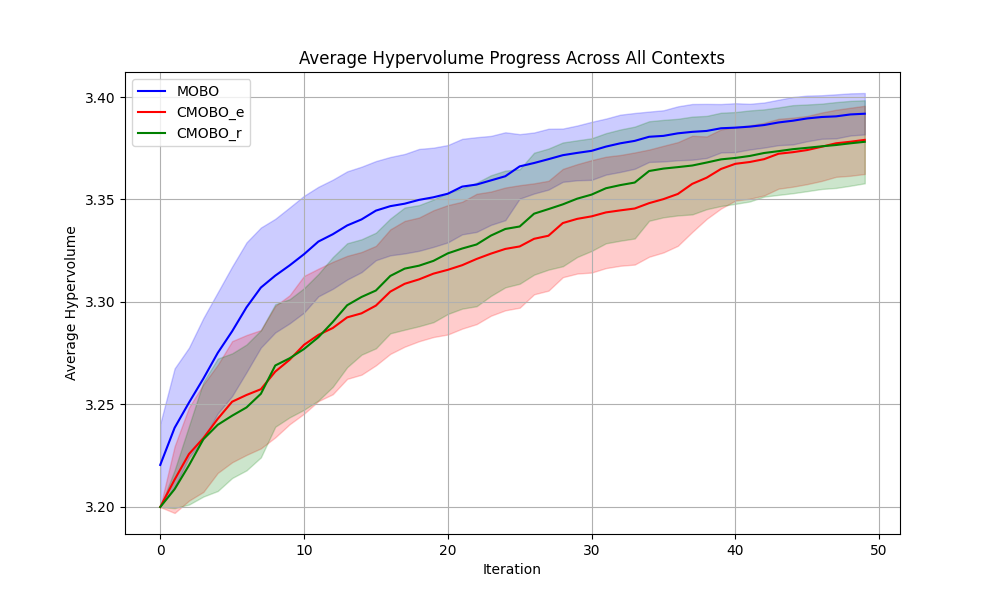 Average Hypervolume Progress Across All Contexts
MOBO
CMOBO_e
CMOBO_r
Average Hypervolume
3.40
3.35
3.30
3.25
3.20
0 10 20 30 40 50
Iteration